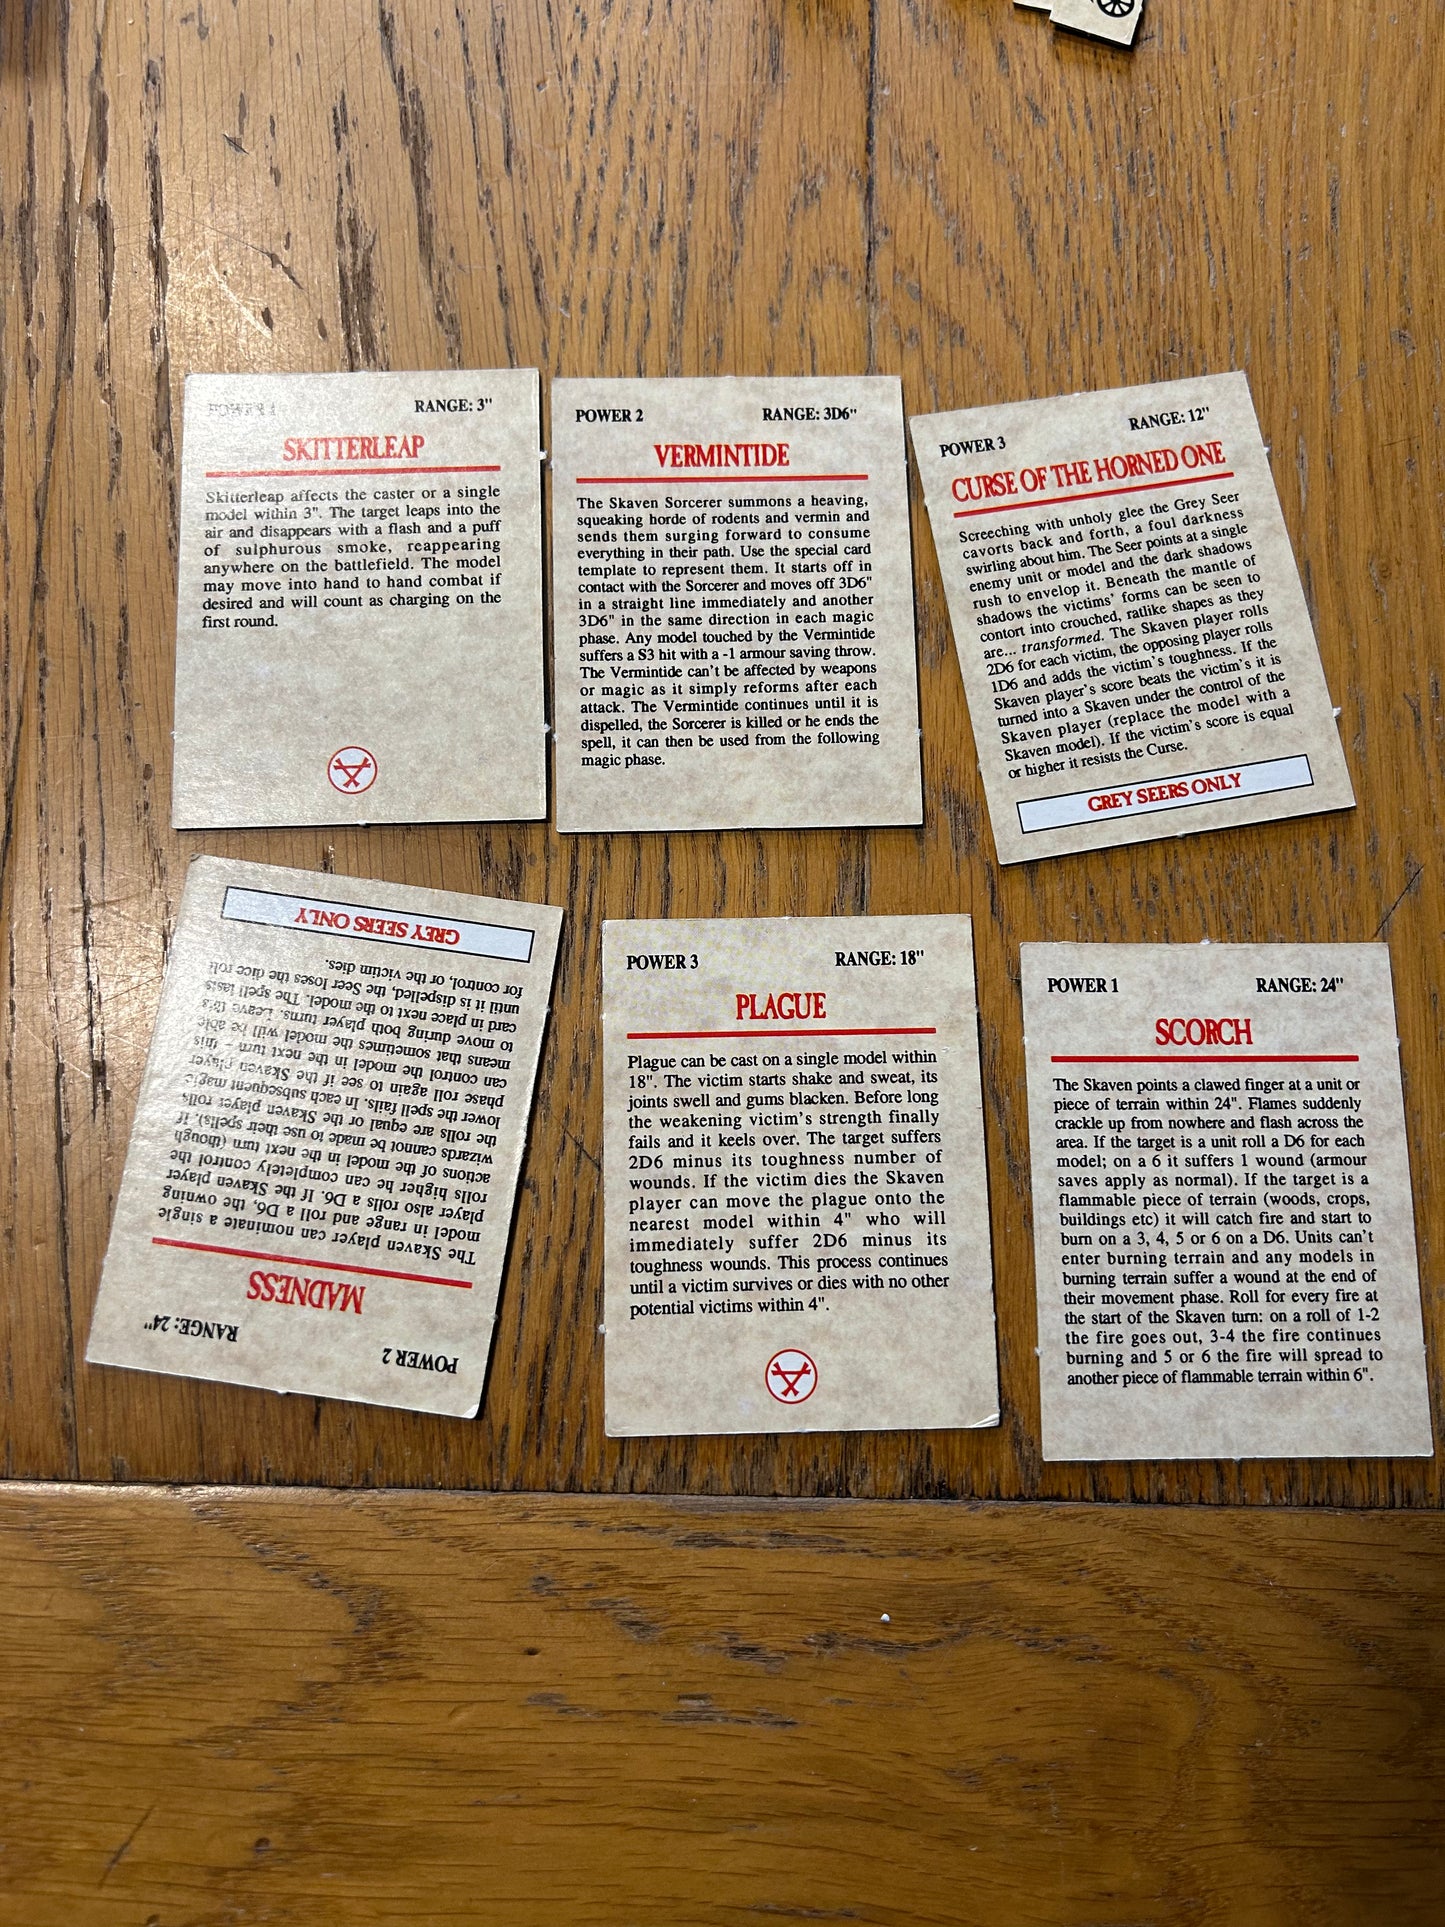 RANGE: 3"
SKITTERLEAP
Skitterleap affects the caster or a single
model within 3". The target leaps into the
air and disappears with a flash and a puff
of sulphurous smoke, reappearing
anywhere on the battlefield. The model
may move into hand to hand combat if
desired and will count as charging on the
first round.
POWER 2 RANGE: 3D6"
VERMINTIDE
The Skaven Sorcerer summons a heaving,
squeaking horde of rodents and vermin and
sends them surging forward to consume
everything in their path. Use the special card
template to represent them. It starts off in
contact with the Sorcerer and moves off 3D6"
in a straight line immediately and another
3D6" in the same direction in each magic
phase. Any model touched by the Vermintide
suffers a S3 hit with a -1 armour saving throw.
The Vermintide can't be affected by weapons
or magic as it simply reforms after each
attack. The Vermintide continues until it is
dispelled, the Sorcerer is killed or he ends the
spell, it can then be used from the following
magic phase.
POWER 3 RANGE: 12"
CURSE OF THE HORNED ONE
Screeching with unholy glee the Grey Seer
cavorts back and forth, a foul darkness
swirling about him. The Seer points at a single
enemy unit or model and the dark shadows
rush to envelop it. Beneath the mantle of
shadows the victims' forms can be seen to
contort into crouched, ratlike shapes as they
are... transformed. The Skaven player rolls
2D6 for each victim, the opposing player rolls
1D6 and adds the victim's toughness. If the
Skaven player's score beats the victim's it is
turned into a Skaven under the control of the
Skaven player (replace the model with a
Skaven model). If the victim's score is equal
or higher it resists the Curse.
GREY SEERS ONLY
POWER 2 RANGE: 24"
MADNESS
The Skaven player can nominate a single
model in range and roll a D6, the owning
player also rolls a D6. If the Skaven player
rolls higher he can completely control the
actions of the model in the next turn (though
wizards cannot be made to use their spells). If
the rolls are equal or the Skaven player rolls
lower the spell fails. In each subsequent magic
phase roll again to see if the Skaven player
can control the model in the next turn – this
means that sometimes the model will be able
to move during both player turns. Leave this
card in place next to the model. The spell lasts
until it is dispelled, the Seer loses the dice roll
for control, or the victim dies.
GREY SEERS ONLY
POWER 3 RANGE: 18"
PLAGUE
Plague can be cast on a single model within
18". The victim starts shake and sweat, its
joints swell and gums blacken. Before long
the weakening victim's strength finally
fails and it keels over. The target suffers
2D6 minus its toughness number of
wounds. If the victim dies the Skaven
player can move the plague onto the
nearest model within 4" who will
immediately suffer 2D6 minus its
toughness wounds. This process continues
until a victim survives or dies with no other
potential victims within 4".
POWER 1 RANGE: 24"
SCORCH
The Skaven points a clawed finger at a unit or
piece of terrain within 24". Flames suddenly
crackle up from nowhere and flash across the
area. If the target is a unit roll a D6 for each
model; on a 6 it suffers 1 wound (armour
saves apply as normal). If the target is a
flammable piece of terrain (woods, crops,
buildings etc) it will catch fire and start to
burn on a 3, 4, 5 or 6 on a D6. Units can't
enter burning terrain and any models in
burning terrain suffer a wound at the end of
their movement phase. Roll for every fire at
the start of the Skaven turn: on a roll of 1-2
the fire goes out, 3-4 the fire continues
burning and 5 or 6 the fire will spread to
another piece of flammable terrain within 6".